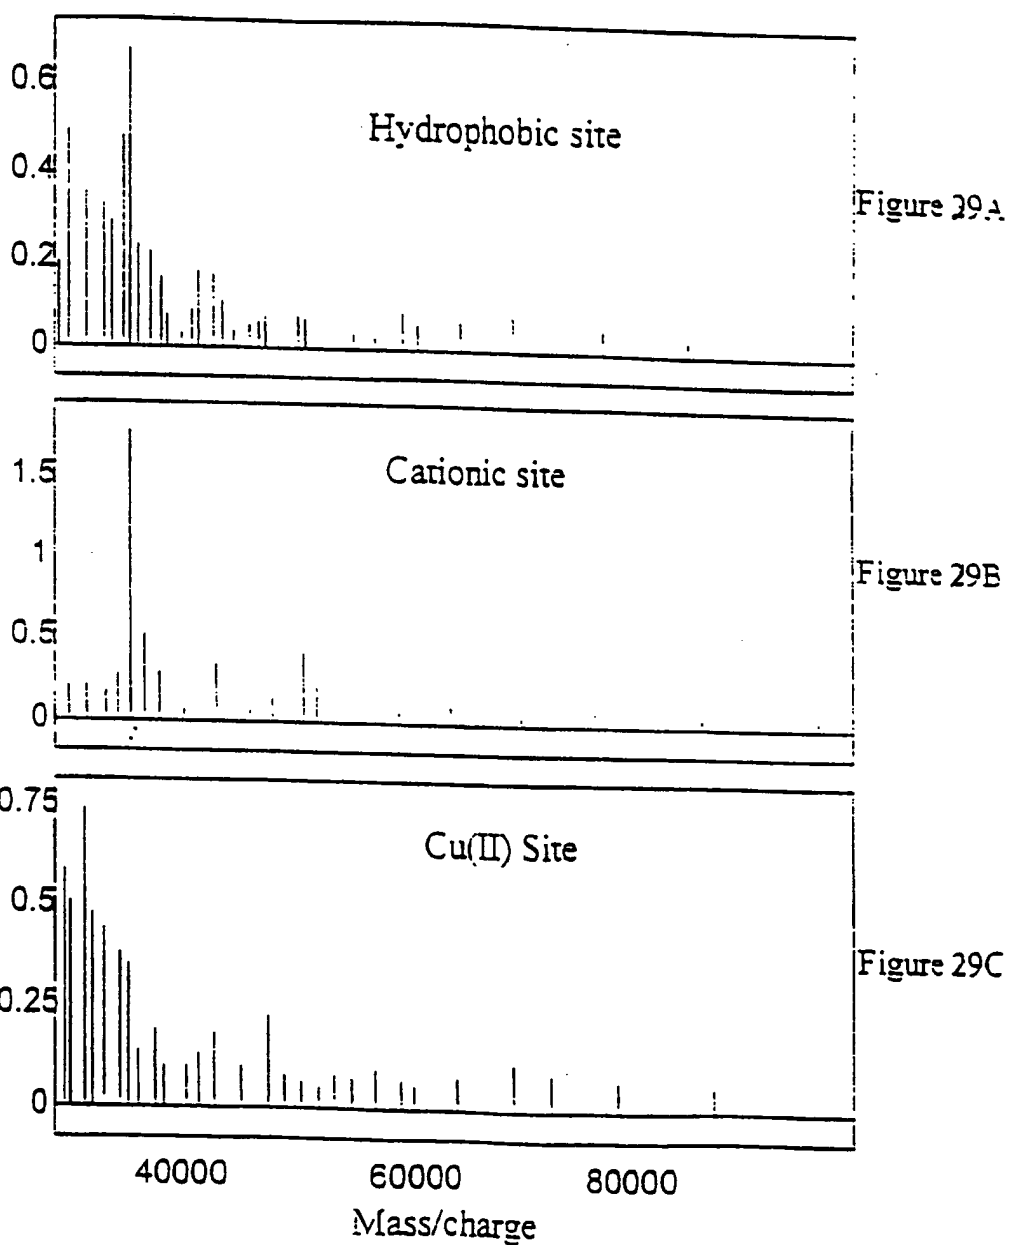 0.6
0.4
0.2
0
Hydrophobic site
Figure 29A
1.5
1
0.5
0
Cationic site
Figure 29B
0.75
0.5
0.25
0
Cu(II) Site
Figure 29C
40000 60000 80000
Mass/charge